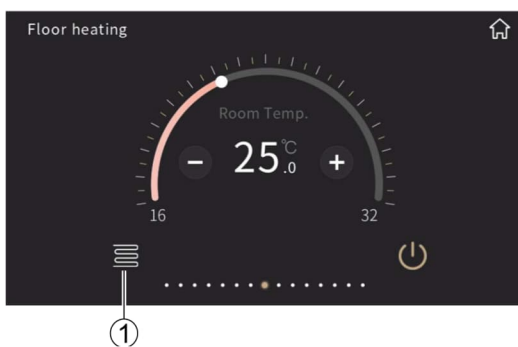 Floor heating
Room Temp.
25.0℃
16
32
1